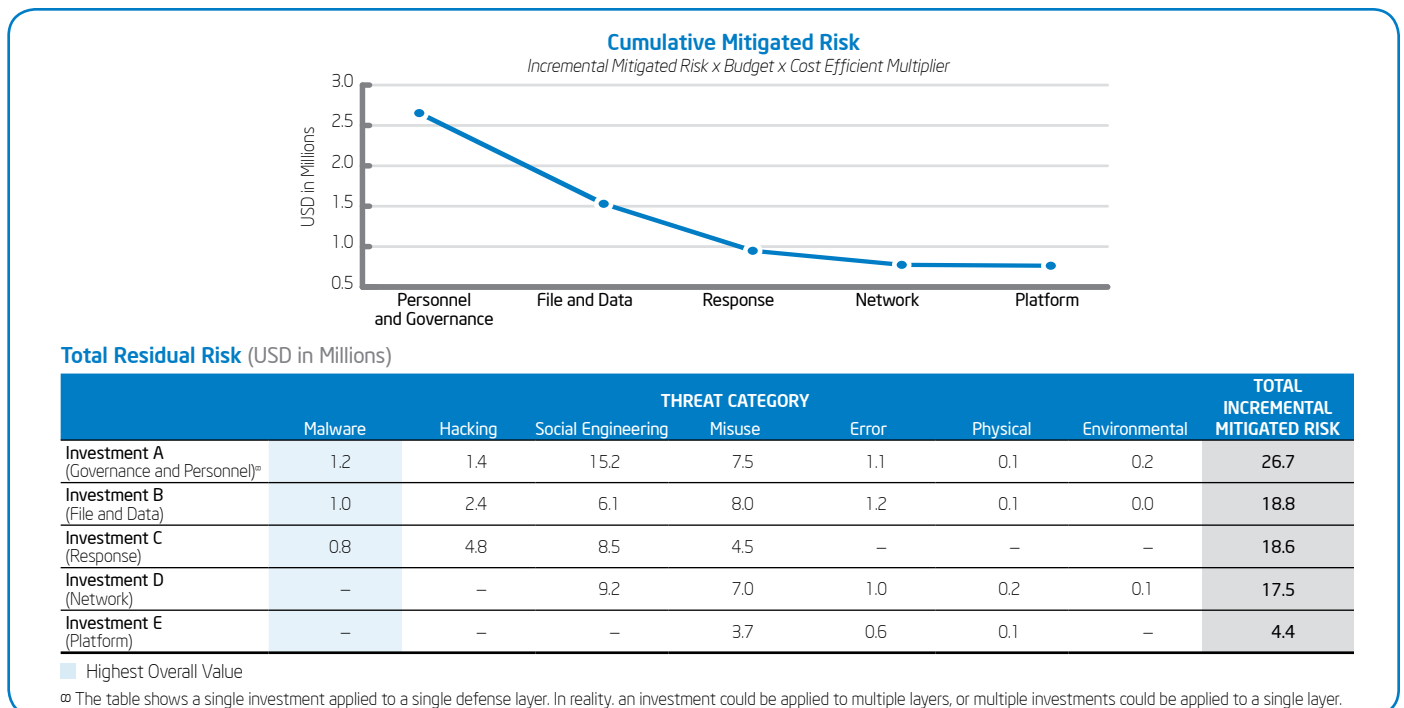 Cumulative Mitigated Risk
Incremental Mitigated Risk x Budget x Cost Efficient Multiplier
USD in Millions
3.0
2.5
2.0
1.5
1.0
0.5
Personnel and Governance
File and Data
Response
Network
Platform
Total Residual Risk (USD in Millions)
THREAT CATEGORY
TOTAL INCREMENTAL MITIGATED RISK
Malware Hacking Social Engineering Misuse Error Physical Environmental
Investment A (Governance and Personnel)∞ 1.2 1.4 15.2 7.5 1.1 0.1 0.2 26.7
Investment B (File and Data) 1.0 2.4 6.1 8.0 1.2 0.1 0.0 18.8
Investment C (Response) 0.8 4.8 8.5 4.5 – – – 18.6
Investment D (Network) – – 9.2 7.0 1.0 0.2 0.1 17.5
Investment E (Platform) – – – 3.7 0.6 0.1 – 4.4
Highest Overall Value
∞ The table shows a single investment applied to a single defense layer. In reality. an investment could be applied to multiple layers, or multiple investments could be applied to a single layer.